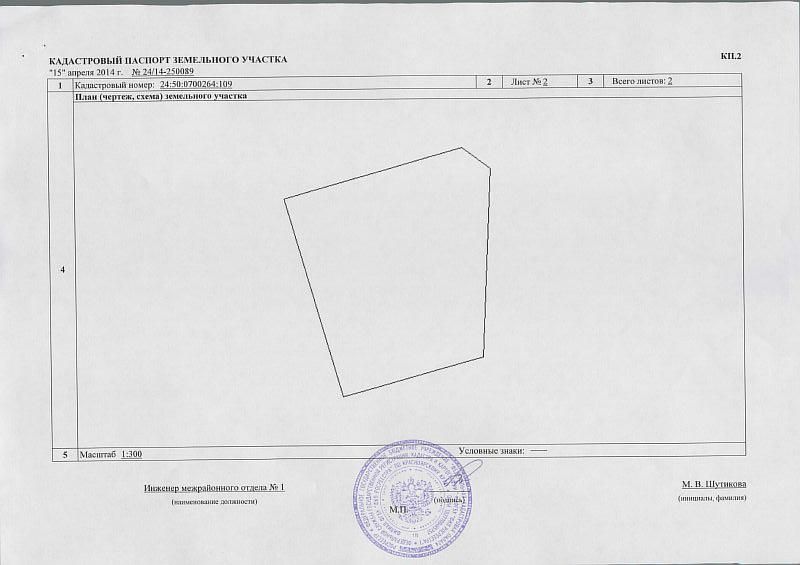 КАДАСТРОВЫЙ ПАСПОРТ ЗЕМЕЛЬНОГО УЧАСТКА
КП.2
"15" апреля 2014 г. № 24/14-250089
1 Кадастровый номер: 24:50:0700264:109 2 Лист № 2 3 Всего листов: 2
План (чертеж, схема) земельного участка
4
5 Масштаб 1:300 Условные знаки:
Инженер межрайонного отдела № 1 М. В. Шутикова
(наименование должности) М.П. (подпись) (инициалы, фамилия)